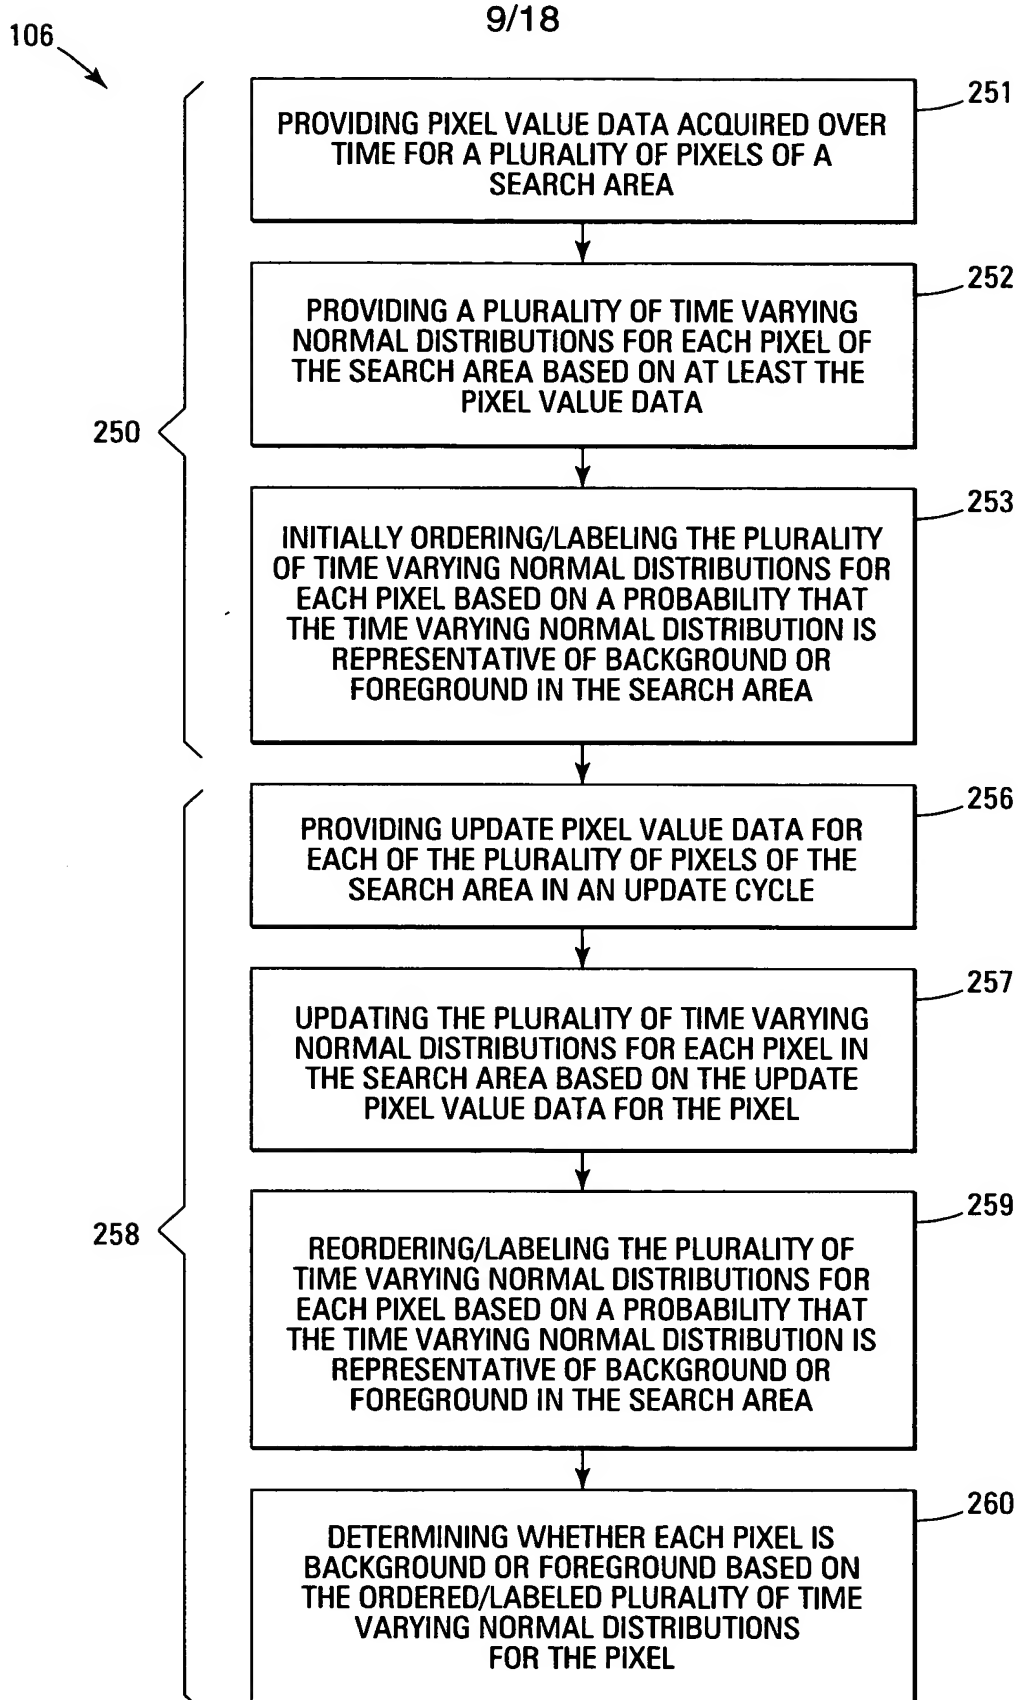 9/18
106
251
PROVIDING PIXEL VALUE DATA ACQUIRED OVER
TIME FOR A PLURALITY OF PIXELS OF A
SEARCH AREA
252
PROVIDING A PLURALITY OF TIME VARYING
NORMAL DISTRIBUTIONS FOR EACH PIXEL OF
THE SEARCH AREA BASED ON AT LEAST THE
PIXEL VALUE DATA
250
253
INITIALLY ORDERING/LABELING THE PLURALITY
OF TIME VARYING NORMAL DISTRIBUTIONS FOR
EACH PIXEL BASED ON A PROBABILITY THAT
THE TIME VARYING NORMAL DISTRIBUTION IS
REPRESENTATIVE OF BACKGROUND OR
FOREGROUND IN THE SEARCH AREA
256
PROVIDING UPDATE PIXEL VALUE DATA FOR
EACH OF THE PLURALITY OF PIXELS OF THE
SEARCH AREA IN AN UPDATE CYCLE
257
UPDATING THE PLURALITY OF TIME VARYING
NORMAL DISTRIBUTIONS FOR EACH PIXEL IN
THE SEARCH AREA BASED ON THE UPDATE
PIXEL VALUE DATA FOR THE PIXEL
258
259
REORDERING/LABELING THE PLURALITY OF
TIME VARYING NORMAL DISTRIBUTIONS FOR
EACH PIXEL BASED ON A PROBABILITY THAT
THE TIME VARYING NORMAL DISTRIBUTION IS
REPRESENTATIVE OF BACKGROUND OR
FOREGROUND IN THE SEARCH AREA
260
DETERMINING WHETHER EACH PIXEL IS
BACKGROUND OR FOREGROUND BASED ON
THE ORDERED/LABELED PLURALITY OF TIME
VARYING NORMAL DISTRIBUTIONS
FOR THE PIXEL